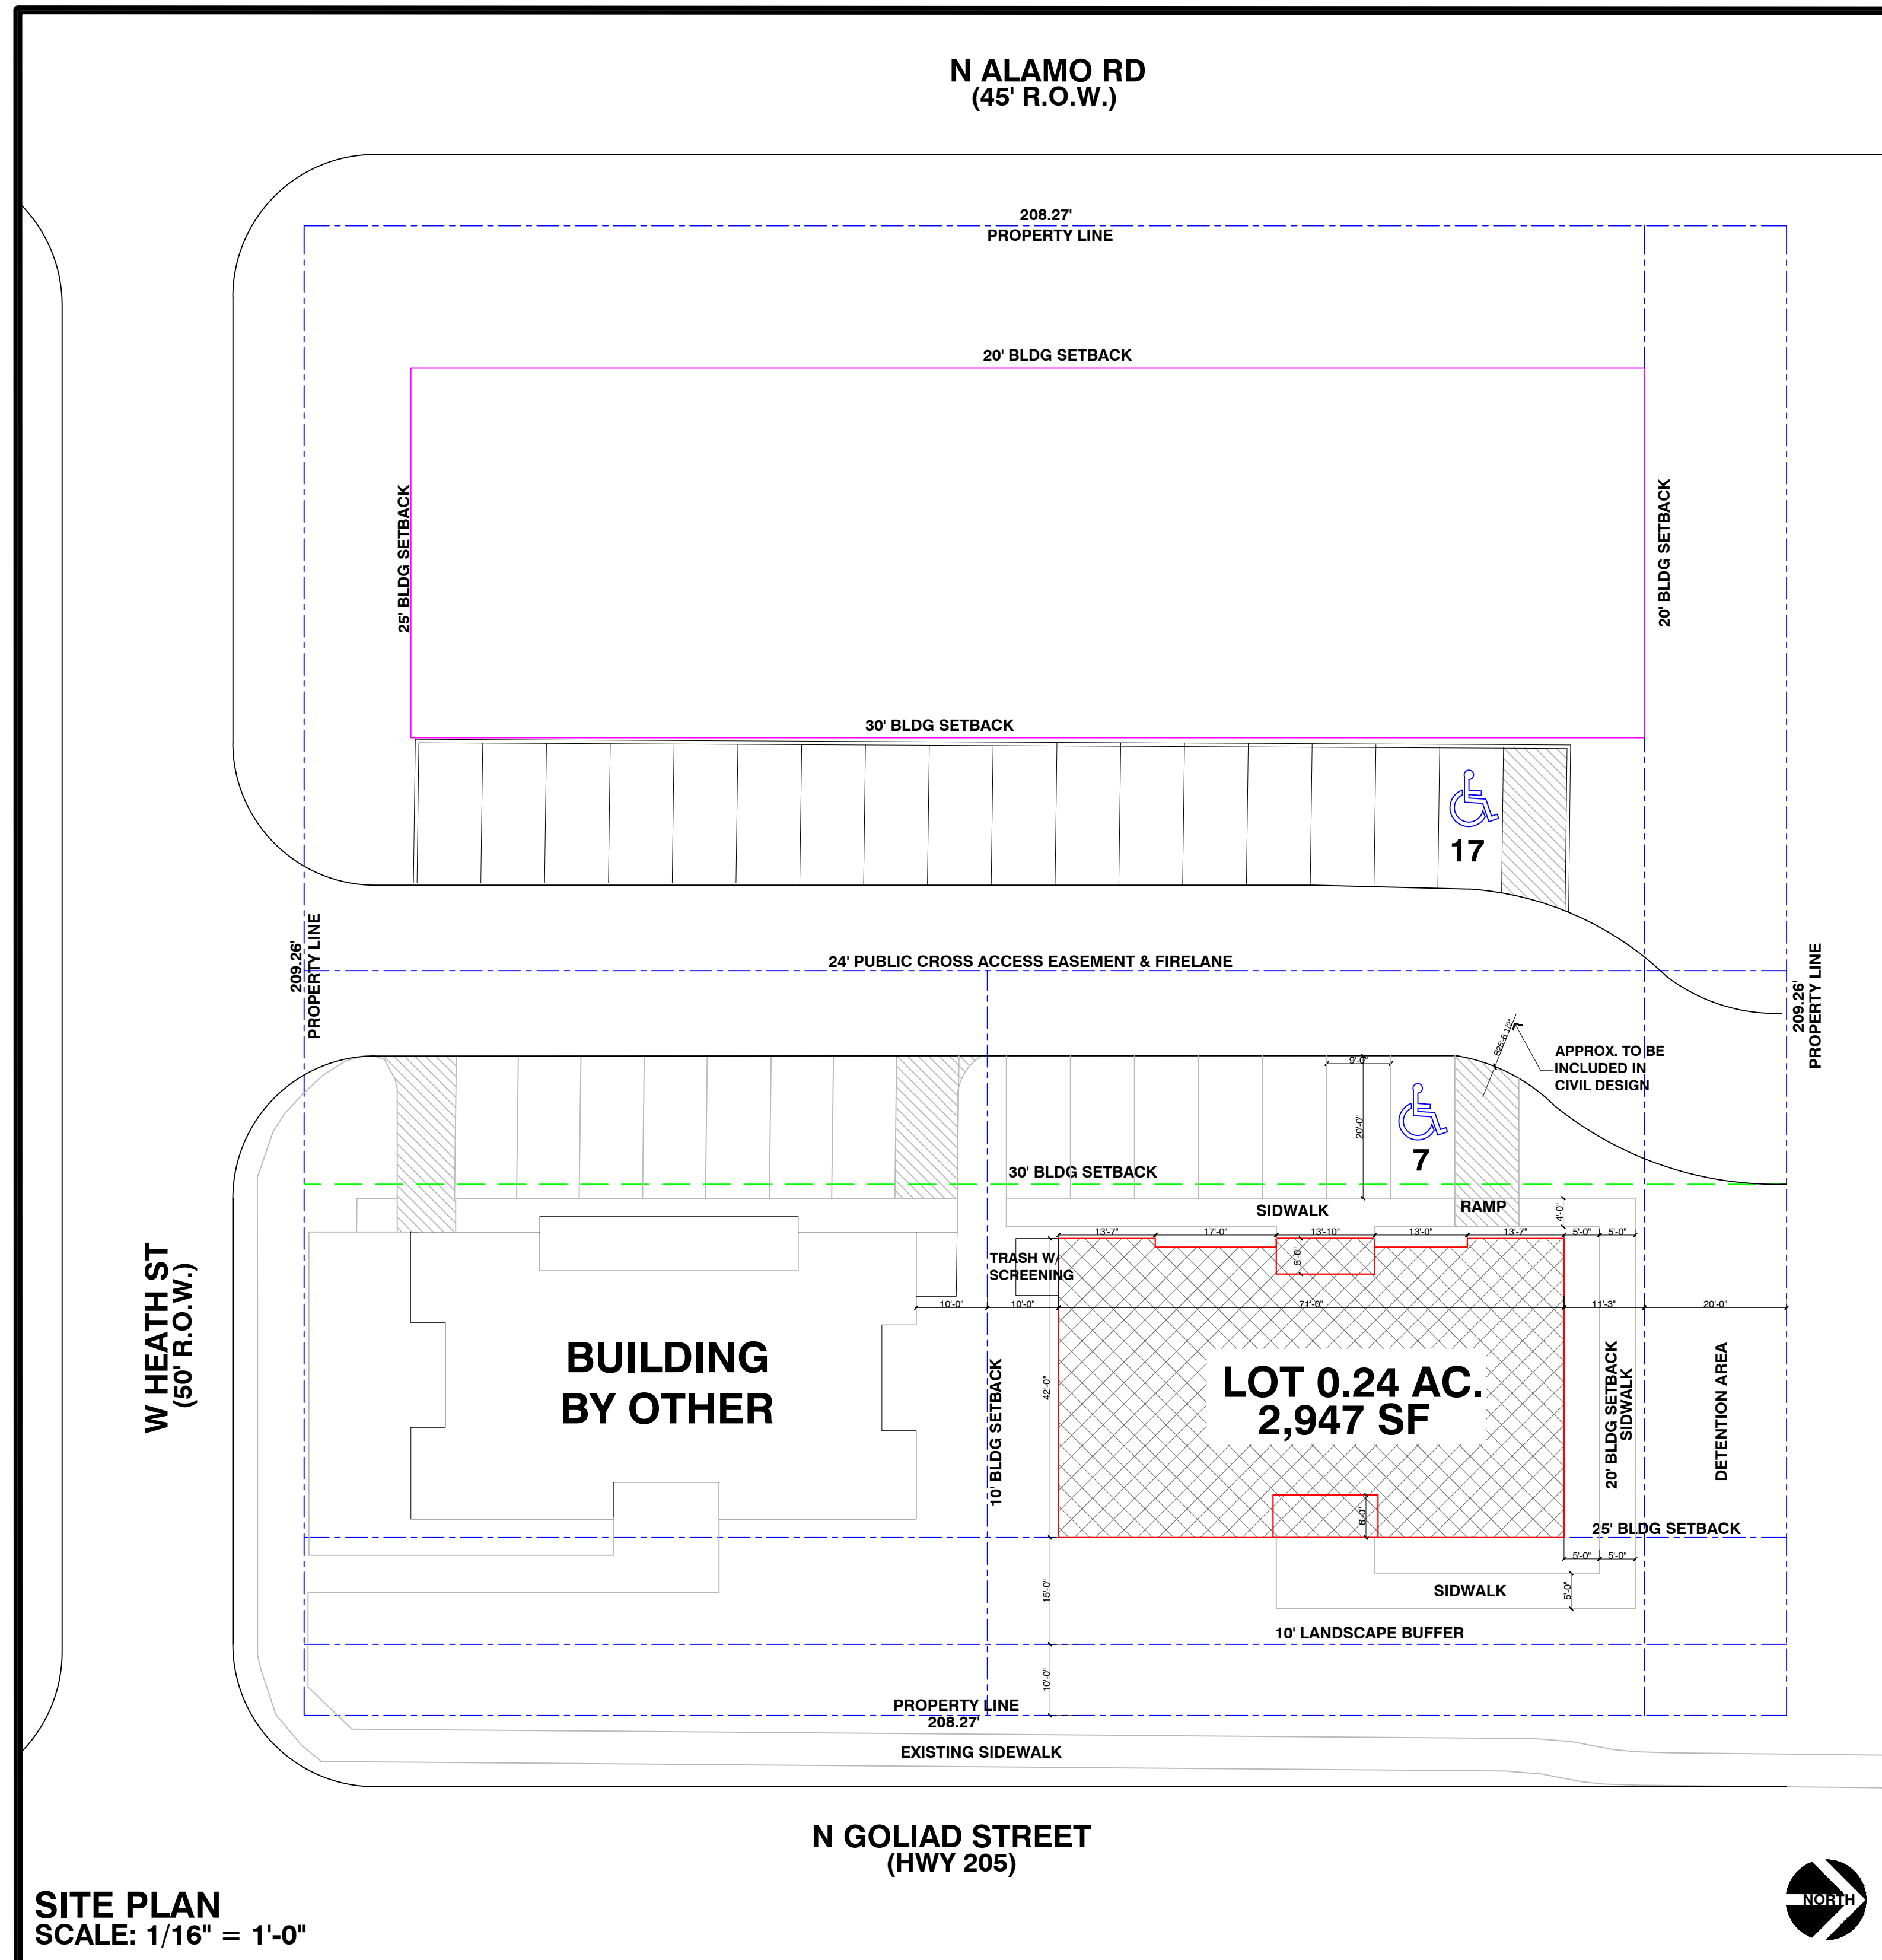 N ALAMO RD
(45' R.O.W.)
208.27'
PROPERTY LINE
20' BLDG SETBACK
25' BLDG SETBACK
20' BLDG SETBACK
30' BLDG SETBACK
17
209.26'
PROPERTY LINE
24' PUBLIC CROSS ACCESS EASEMENT & FIRELANE
209.26'
PROPERTY LINE
R25'-6 1/2"
APPROX. TO BE
INCLUDED IN
CIVIL DESIGN
9'-0"
20'-0"
7
30' BLDG SETBACK
SIDWALK
RAMP
4'-0"
13'-7"
17'-0"
13'-10"
13'-0"
13'-7"
5'-0"
5'-0"
TRASH W/
SCREENING
5'-0"
10'-0"
10'-0"
71'-0"
11'-3"
20'-0"
W HEATH ST
(50' R.O.W.)
BUILDING
BY OTHER
10' BLDG SETBACK
42'-0"
LOT 0.24 AC.
2,947 SF
20' BLDG SETBACK
SIDWALK
DETENTION AREA
6'-0"
25' BLDG SETBACK
5'-0"
5'-0"
15'-0"
SIDWALK
5'-0"
10' LANDSCAPE BUFFER
10'-0"
PROPERTY LINE
208.27'
EXISTING SIDEWALK
N GOLIAD STREET
(HWY 205)
SITE PLAN
SCALE: 1/16" = 1'-0"
NORTH